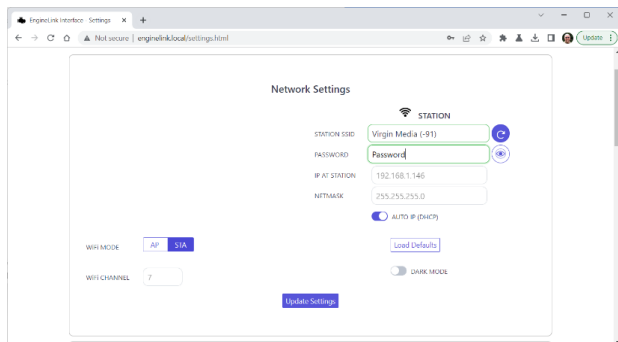 EngineLink Interface - Settings
Not secure | enginelink.local/settings.html
Update
Network Settings
STATION
STATION SSID
Virgin Media (-91)
PASSWORD
Password
IP AT STATION
192.168.1.146
NETMASK
255.255.255.0
AUTO IP (DHCP)
WIFI MODE
AP STA
Load Defaults
WIFI CHANNEL
7
DARK MODE
Update Settings